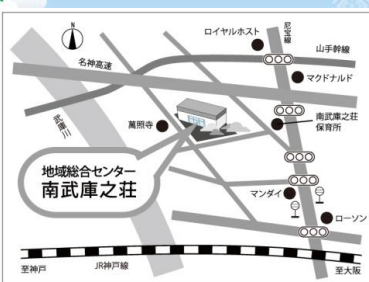 N
ロイヤルホスト
尼宝線
山手幹線
名神高速
マクドナルド
武庫川
萬照寺
南武庫之荘
保育所
地域総合センター
南武庫之荘
マンダイ
ローソン
至神戸
JR神戸線
至大阪